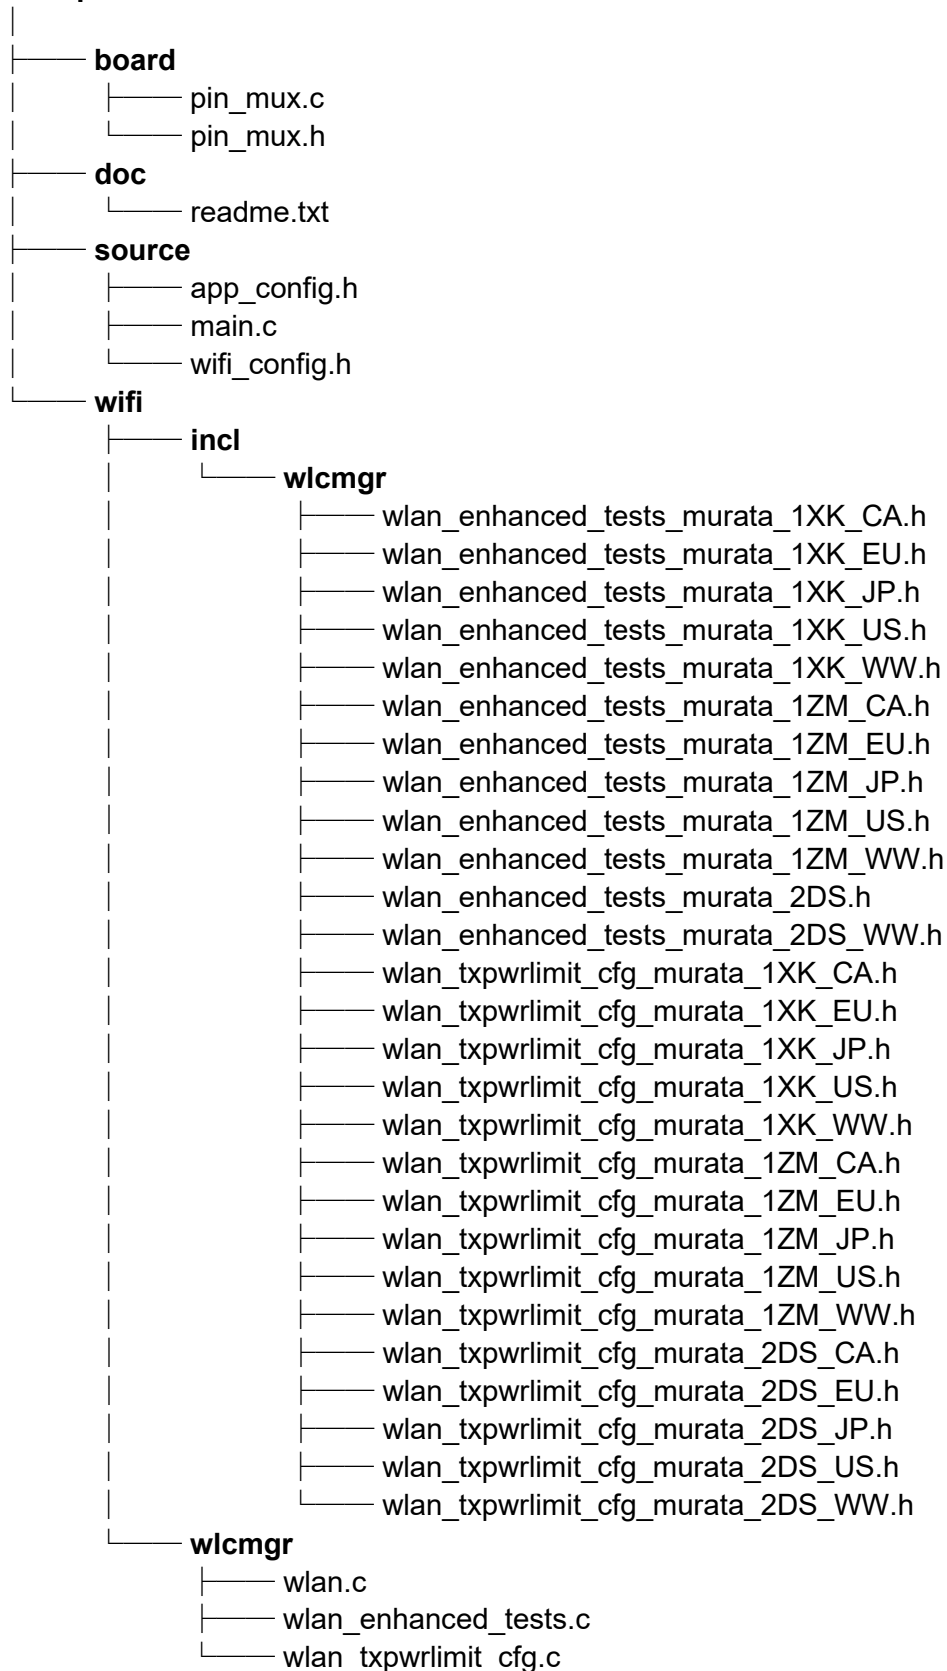 board
pin_mux.c
pin_mux.h
doc
readme.txt
source
app_config.h
main.c
wifi_config.h
wifi
incl
wlcmgr
wlan_enhanced_tests_murata_1XK_CA.h
wlan_enhanced_tests_murata_1XK_EU.h
wlan_enhanced_tests_murata_1XK_JP.h
wlan_enhanced_tests_murata_1XK_US.h
wlan_enhanced_tests_murata_1XK_WW.h
wlan_enhanced_tests_murata_1ZM_CA.h
wlan_enhanced_tests_murata_1ZM_EU.h
wlan_enhanced_tests_murata_1ZM_JP.h
wlan_enhanced_tests_murata_1ZM_US.h
wlan_enhanced_tests_murata_1ZM_WW.h
wlan_enhanced_tests_murata_2DS.h
wlan_enhanced_tests_murata_2DS_WW.h
wlan_txpwrlimit_cfg_murata_1XK_CA.h
wlan_txpwrlimit_cfg_murata_1XK_EU.h
wlan_txpwrlimit_cfg_murata_1XK_JP.h
wlan_txpwrlimit_cfg_murata_1XK_US.h
wlan_txpwrlimit_cfg_murata_1XK_WW.h
wlan_txpwrlimit_cfg_murata_1ZM_CA.h
wlan_txpwrlimit_cfg_murata_1ZM_EU.h
wlan_txpwrlimit_cfg_murata_1ZM_JP.h
wlan_txpwrlimit_cfg_murata_1ZM_US.h
wlan_txpwrlimit_cfg_murata_1ZM_WW.h
wlan_txpwrlimit_cfg_murata_2DS_CA.h
wlan_txpwrlimit_cfg_murata_2DS_EU.h
wlan_txpwrlimit_cfg_murata_2DS_JP.h
wlan_txpwrlimit_cfg_murata_2DS_US.h
wlan_txpwrlimit_cfg_murata_2DS_WW.h
wlcmgr
wlan.c
wlan_enhanced_tests.c
wlan_txpwrlimit_cfg.c